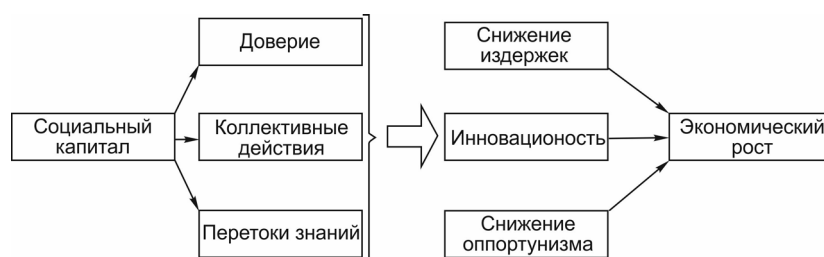 Социальный
капитал
Доверие
Коллективные
действия
Перетоки знаний
Снижение
издержек
Инновационость
Снижение
оппортунизма
Экономический
рост